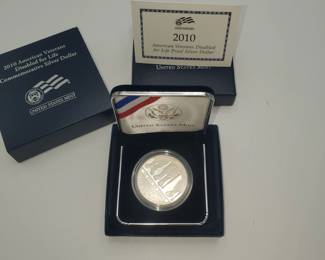 2010 American Veterans
Disabled for Life
Commemorative Silver Dollar
UNITED STATES MINT
2010
American Veterans Disabled
for Life Proof Silver Dollar
UNITED STATES MINT
United States Mint